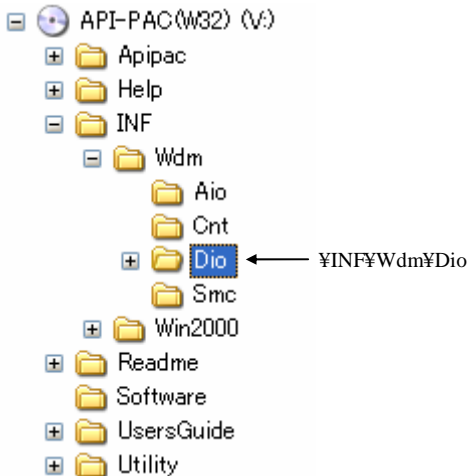 API-PAC(W32) (V:)
Apipac
Help
INF
Wdm
Aio
Cnt
Dio ¥INF¥Wdm¥Dio
Smc
Win2000
Readme
Software
UsersGuide
Utility